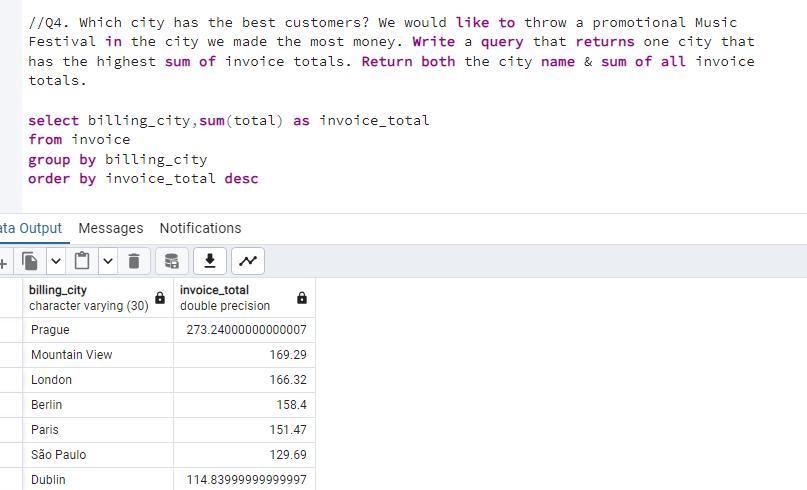 //Q4. Which city has the best customers? We would like to throw a promotional Music
Festival in the city we made the most money. Write a query that returns one city that
has the highest sum of invoice totals. Return both the city name & sum of all invoice
totals.
select billing_city,sum(total) as invoice_total
from invoice
group by billing_city
order by invoice_total desc
ata Output Messages Notifications
billing_city invoice_total
character varying (30) double precision
Prague 273.24000000000007
Mountain View 169.29
London 166.32
Berlin 158.4
Paris 151.47
São Paulo 129.69
Dublin 114.83999999999997